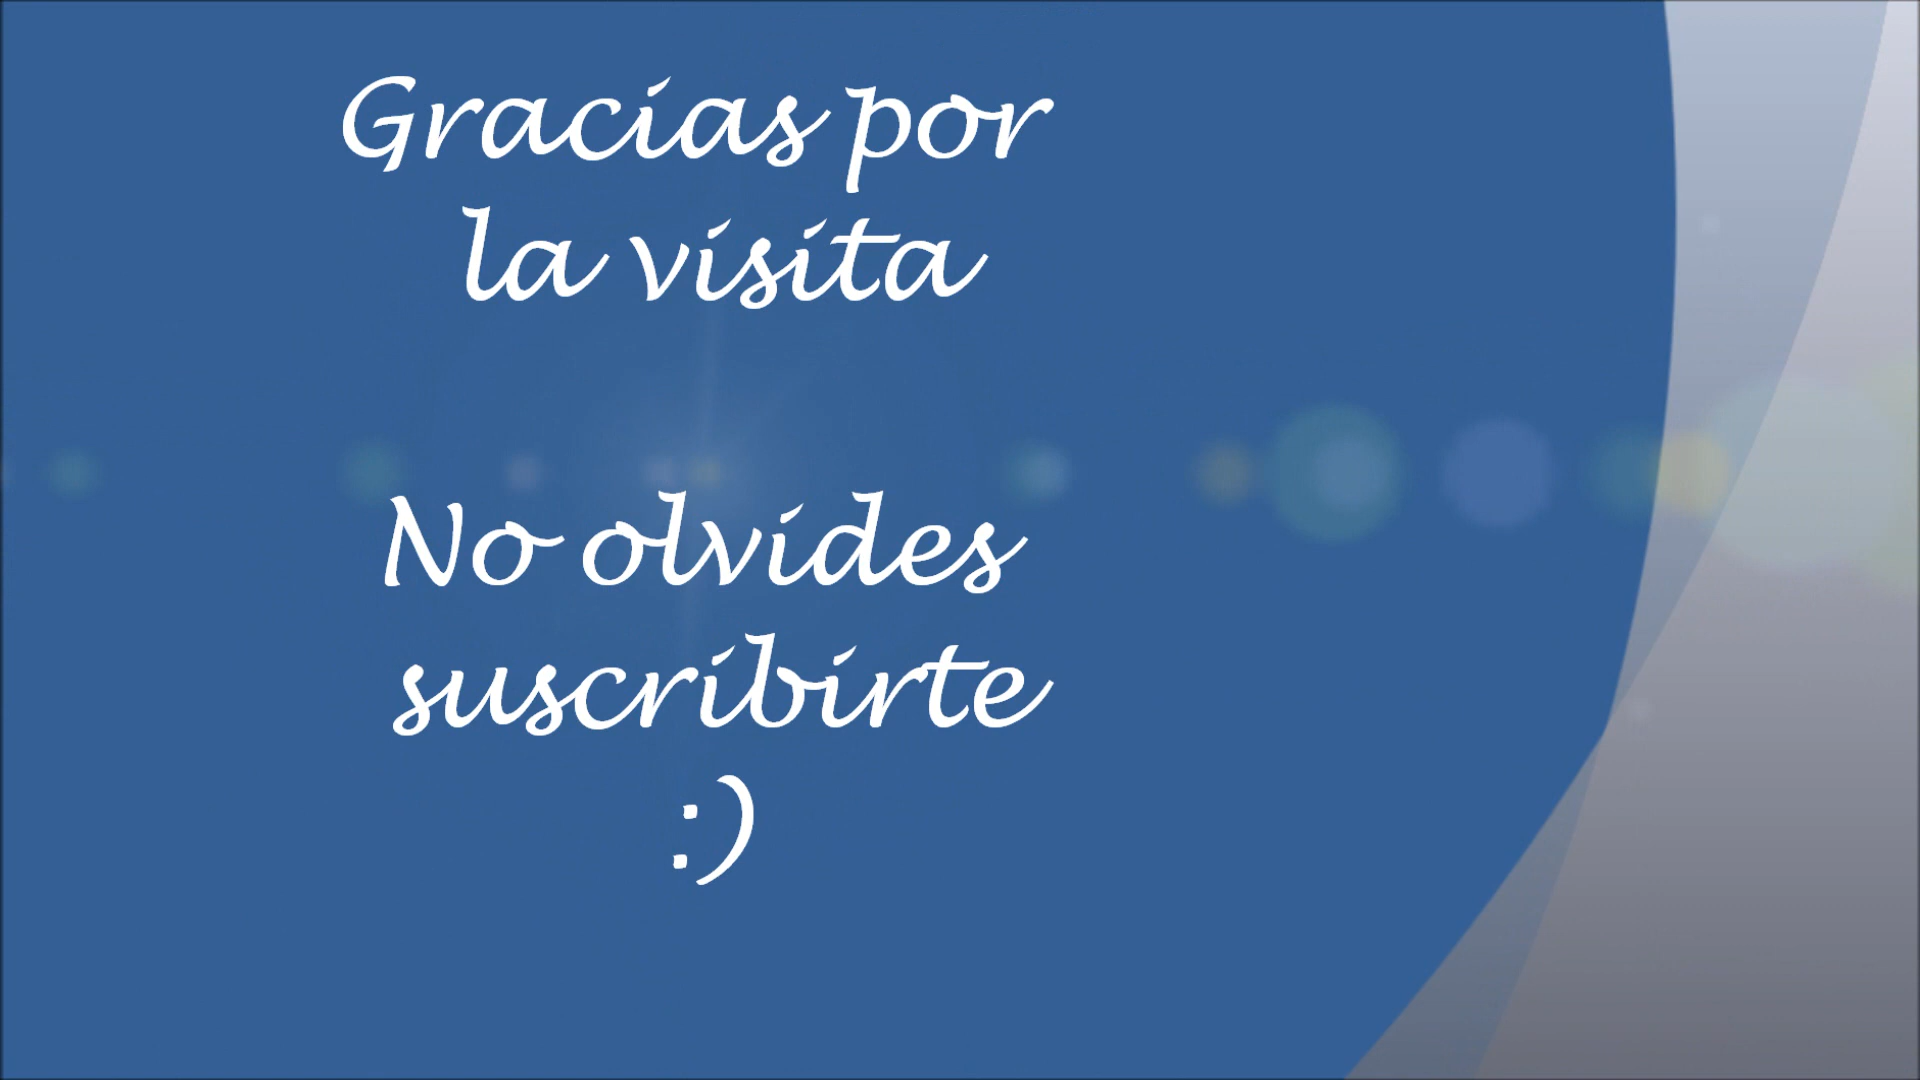 Gracias por
la visita
No olvides
suscribirte
:)